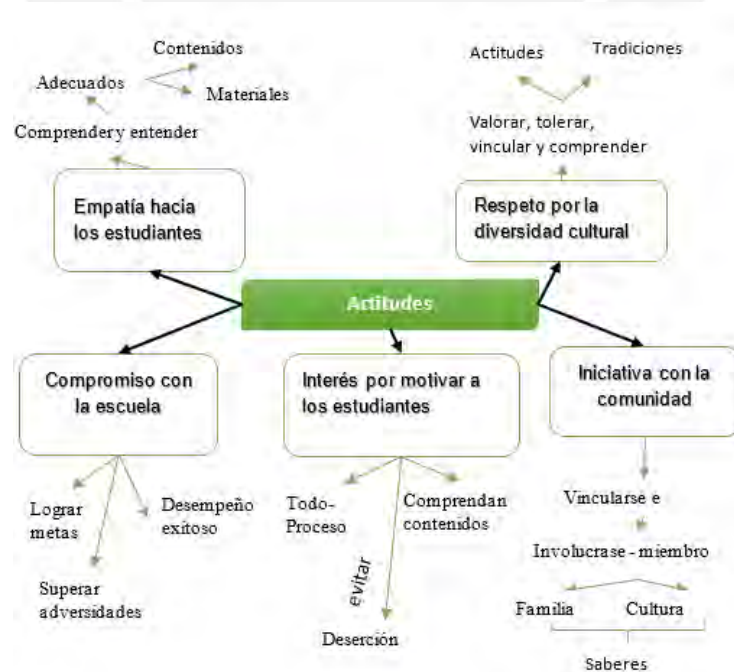 Contenidos
Adecuados
Materiales
Comprender y entender
Empatía hacia
los estudiantes
Actitudes
Tradiciones
Valorar, tolerar,
vincular y comprender
Respeto por la
diversidad cultural
Actitudes
Compromiso con
la escuela
Lograr
metas
Desempeño
exitoso
Superar
adversidades
Interés por motivar a
los estudiantes
Todo-
Proceso
Comprendan
contenidos
evitar
Deserción
Iniciativa con la
comunidad
Vincularse e
Involucrase - miembro
Familia
Cultura
Saberes